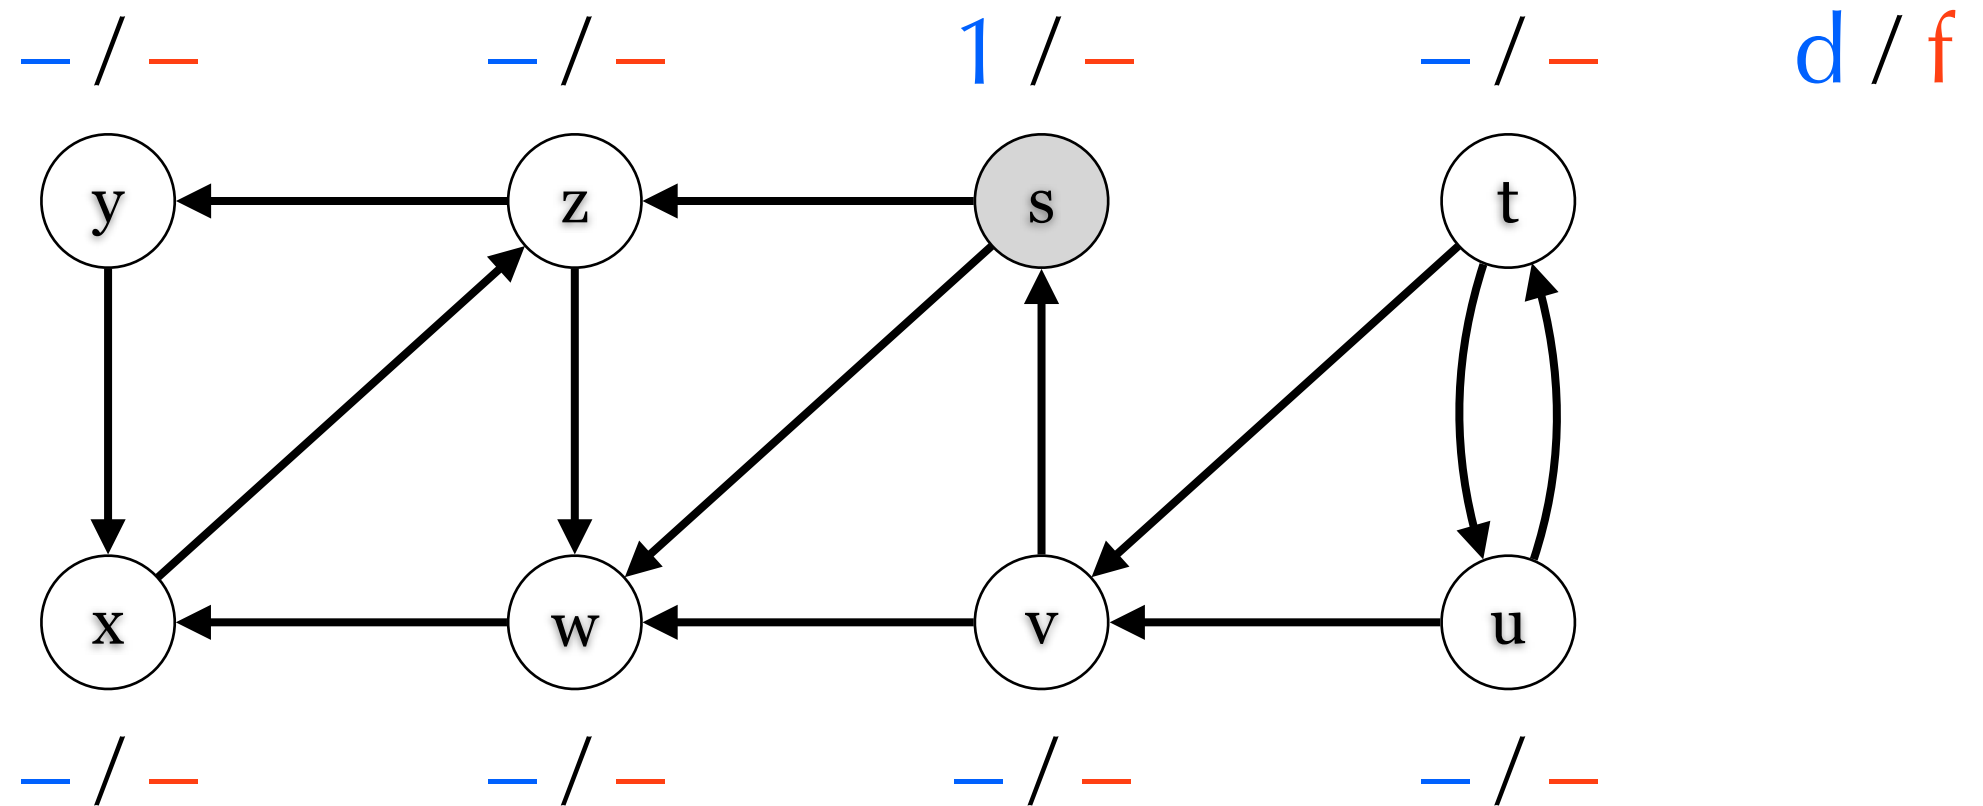 – / – – / – 1 / – – / – d / f
y z s t
x w v u
– / – – / – – / – – / –